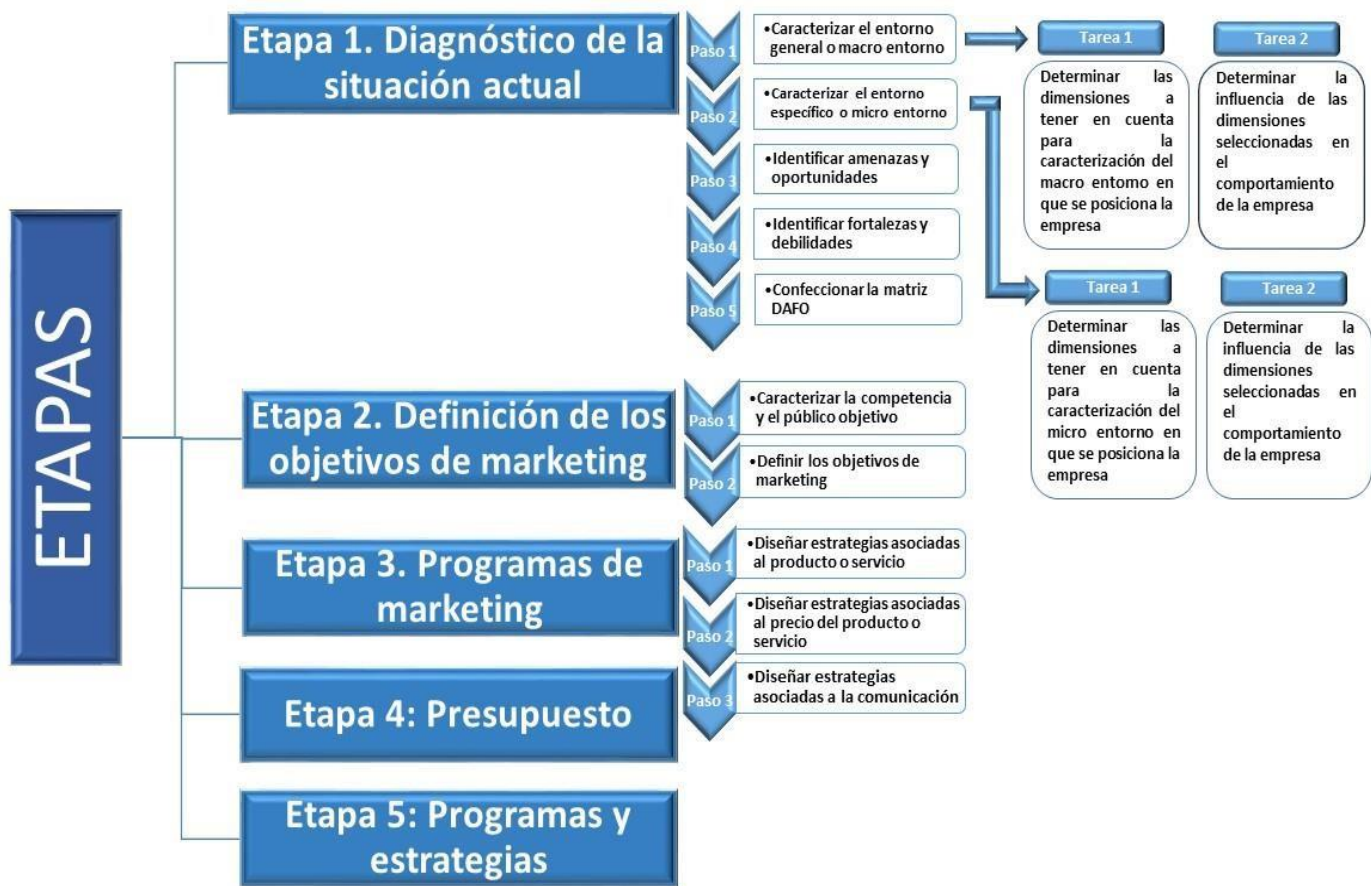 ETAPAS
Etapa 1. Diagnóstico de la
situación actual
Paso 1
•Caracterizar el entorno
general o macro entorno
Paso 2
•Caracterizar el entorno
específico o micro entorno
Paso 3
•Identificar amenazas y
oportunidades
Paso 4
•Identificar fortalezas y
debilidades
Paso 5
•Confeccionar la matriz
DAFO
Tarea 1
Determinar las
dimensiones a
tener en cuenta
para la
caracterización del
macro entorno en
que se posiciona la
empresa
Tarea 2
Determinar la
influencia de las
dimensiones
seleccionadas en
el
comportamiento
de la empresa
Tarea 1
Determinar las
dimensiones a
tener en cuenta
para la
caracterización del
micro entorno en
que se posiciona la
empresa
Tarea 2
Determinar la
influencia de las
dimensiones
seleccionadas en
el
comportamiento
de la empresa
Etapa 2. Definición de los
objetivos de marketing
Paso 1
•Caracterizar la competencia
y el público objetivo
Paso 2
•Definir los objetivos de
marketing
Etapa 3. Programas de
marketing
Paso 1
•Diseñar estrategias asociadas
al producto o servicio
Paso 2
•Diseñar estrategias asociadas
al precio del producto o
servicio
Paso 3
•Diseñar estrategias
asociadas a la comunicación
Etapa 4: Presupuesto
Etapa 5: Programas y
estrategias